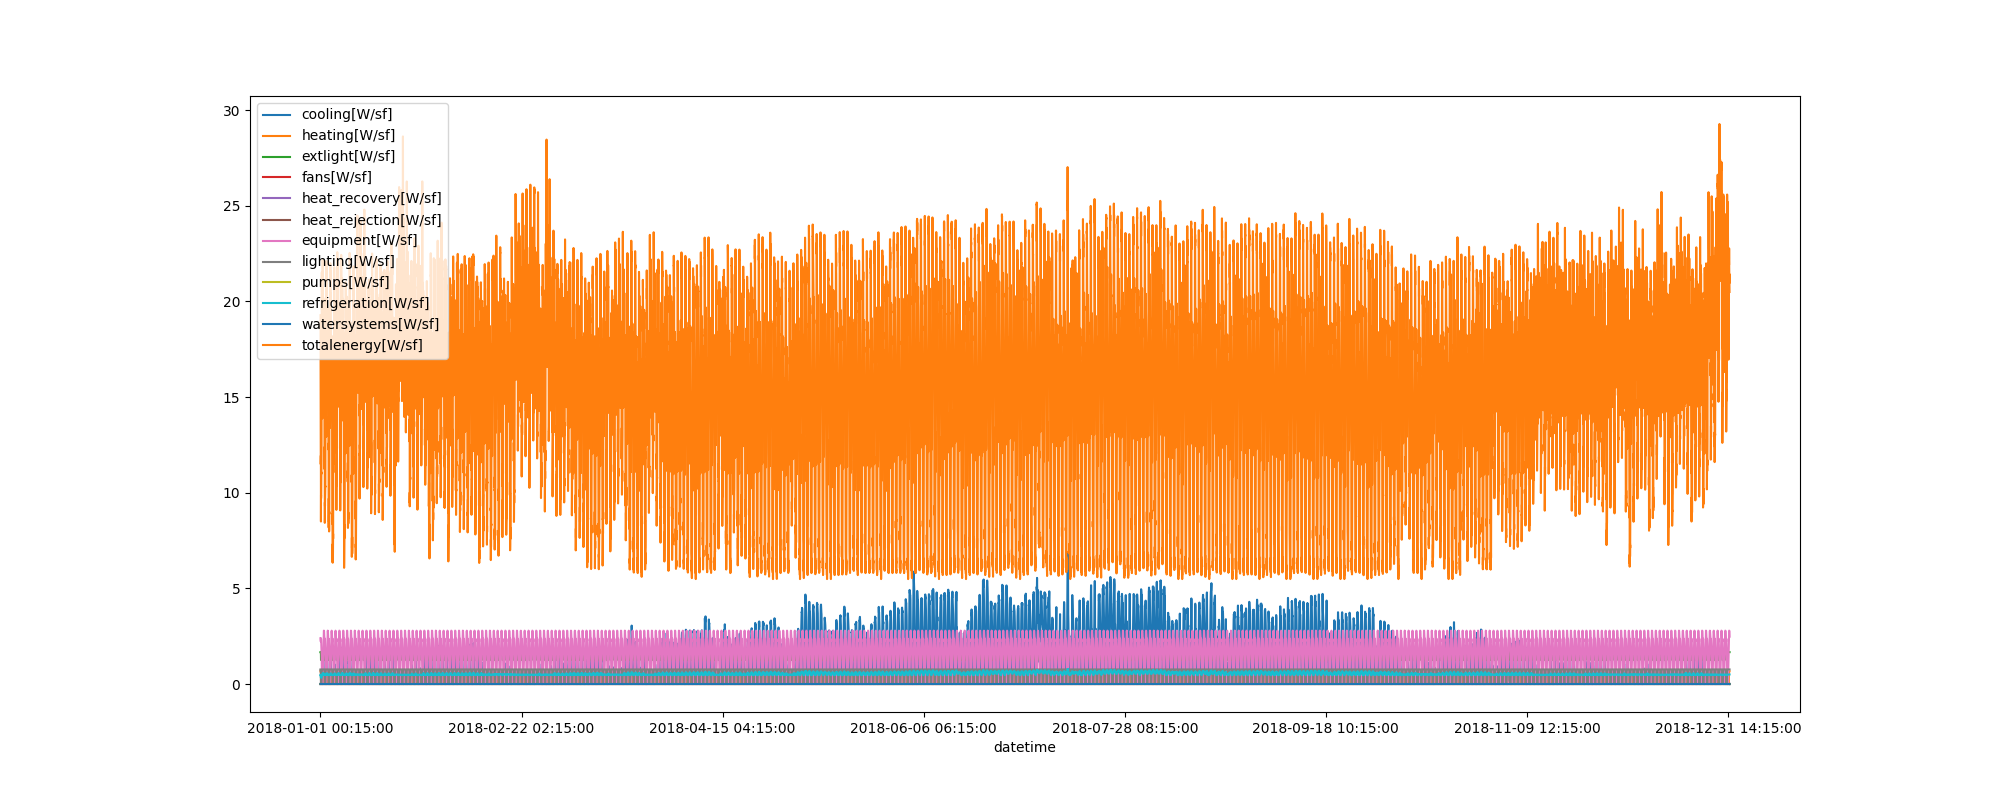 30
25
20
15
10
5
0
cooling[W/sf]
heating[W/sf]
extlight[W/sf]
fans[W/sf]
heat_recovery[W/sf]
heat_rejection[W/sf]
equipment[W/sf]
lighting[W/sf]
pumps[W/sf]
refrigeration[W/sf]
watersystems[W/sf]
totalenergy[W/sf]
2018-01-01 00:15:00 2018-02-22 02:15:00 2018-04-15 04:15:00 2018-06-06 06:15:00 2018-07-28 08:15:00 2018-09-18 10:15:00 2018-11-09 12:15:00 2018-12-31 14:15:00
datetime